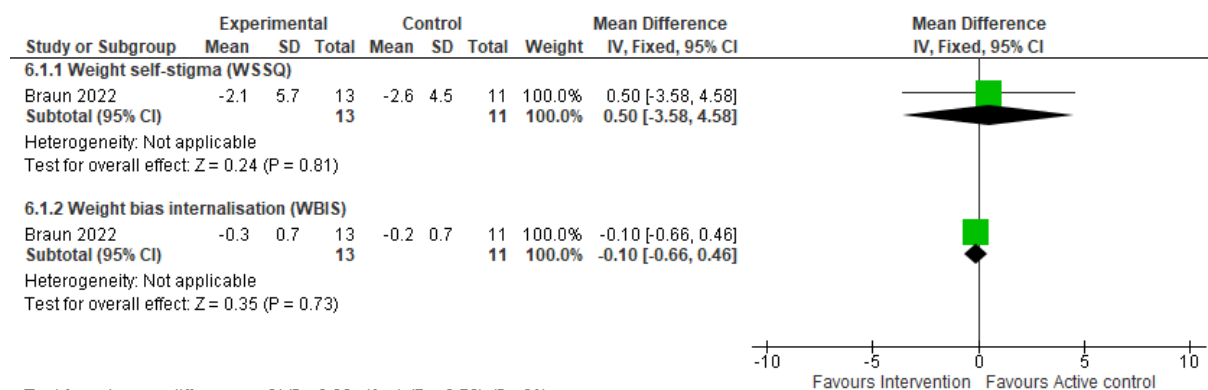 Experimental Control Mean Difference Mean Difference
Study or Subgroup Mean SD Total Mean SD Total Weight IV, Fixed, 95% CI IV, Fixed, 95% CI
6.1.1 Weight self-stigma (WSSQ)
Braun 2022 -2.1 5.7 13 -2.6 4.5 11 100.0% 0.50 [-3.58, 4.58]
Subtotal (95% CI) 13 11 100.0% 0.50 [-3.58, 4.58]
Heterogeneity: Not applicable
Test for overall effect: Z = 0.24 (P = 0.81)
6.1.2 Weight bias internalisation (WBIS)
Braun 2022 -0.3 0.7 13 -0.2 0.7 11 100.0% -0.10 [-0.66, 0.46]
Subtotal (95% CI) 13 11 100.0% -0.10 [-0.66, 0.46]
Heterogeneity: Not applicable
Test for overall effect: Z = 0.35 (P = 0.73)
-10 -5 0 5 10
Favours Intervention Favours Active control